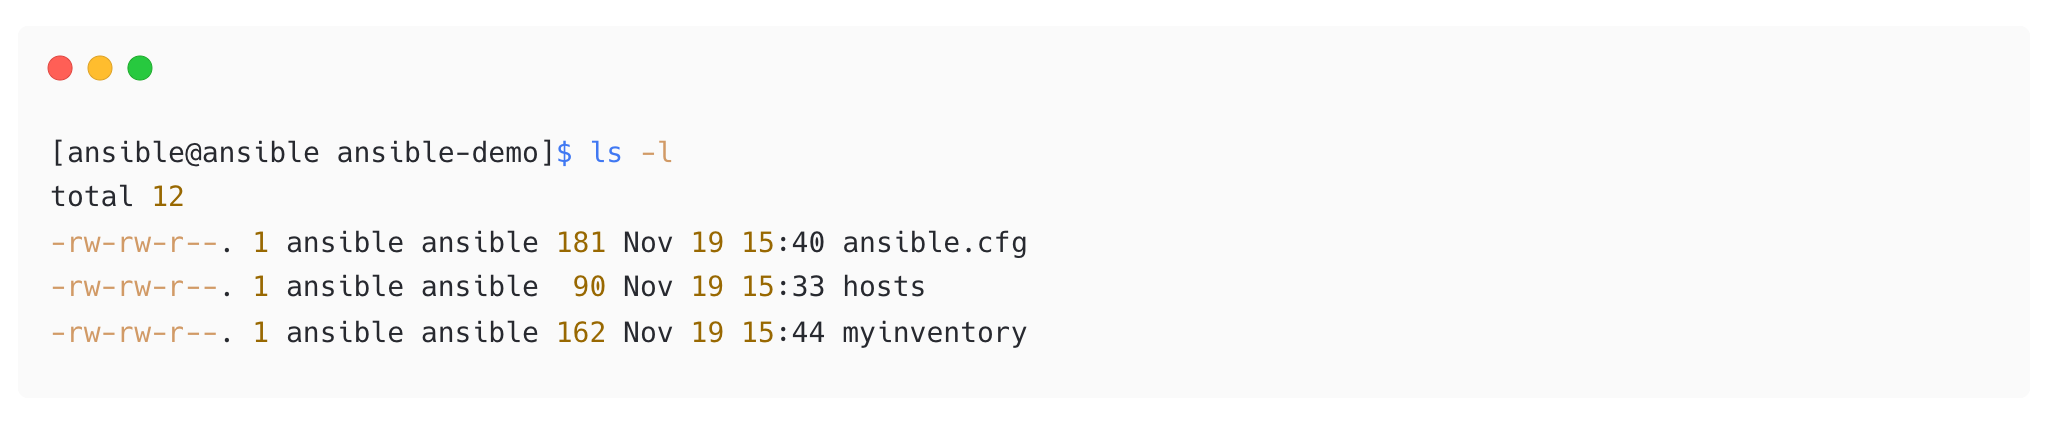 [ansible@ansible ansible-demo]$ ls -l
total 12
-rw-rw-r--. 1 ansible ansible 181 Nov 19 15:40 ansible.cfg
-rw-rw-r--. 1 ansible ansible  90 Nov 19 15:33 hosts
-rw-rw-r--. 1 ansible ansible 162 Nov 19 15:44 myinventory